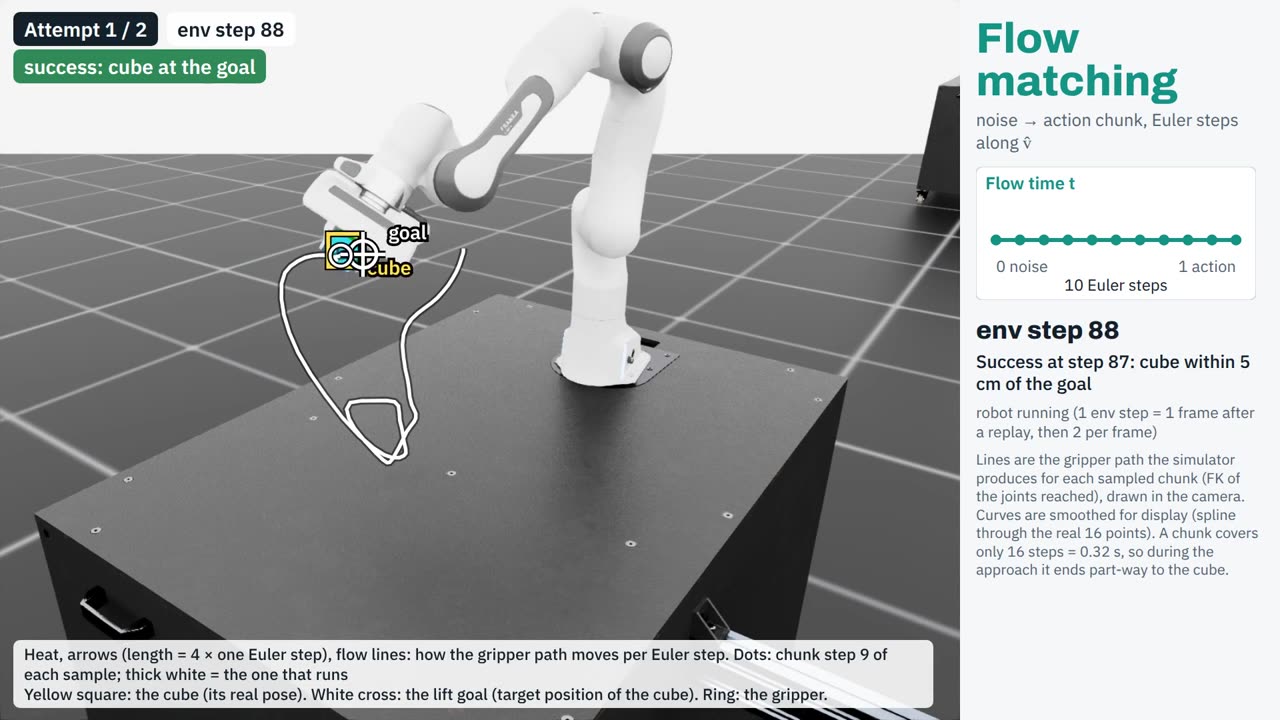 Attempt 1 / 2
env step 88
success: cube at the goal
FRANKA
goal
cube
Heat, arrows (length = 4 × one Euler step), flow lines: how the gripper path moves per Euler step. Dots: chunk step 9 of
each sample; thick white = the one that runs
Yellow square: the cube (its real pose). White cross: the lift goal (target position of the cube). Ring: the gripper.
Flow
matching
noise → action chunk, Euler steps
along v̂
Flow time t
0 noise
1 action
10 Euler steps
env step 88
Success at step 87: cube within 5
cm of the goal
robot running (1 env step = 1 frame after
a replay, then 2 per frame)
Lines are the gripper path the simulator
produces for each sampled chunk (FK of
the joints reached), drawn in the camera.
Curves are smoothed for display (spline
through the real 16 points). A chunk covers
only 16 steps = 0.32 s, so during the
approach it ends part-way to the cube.